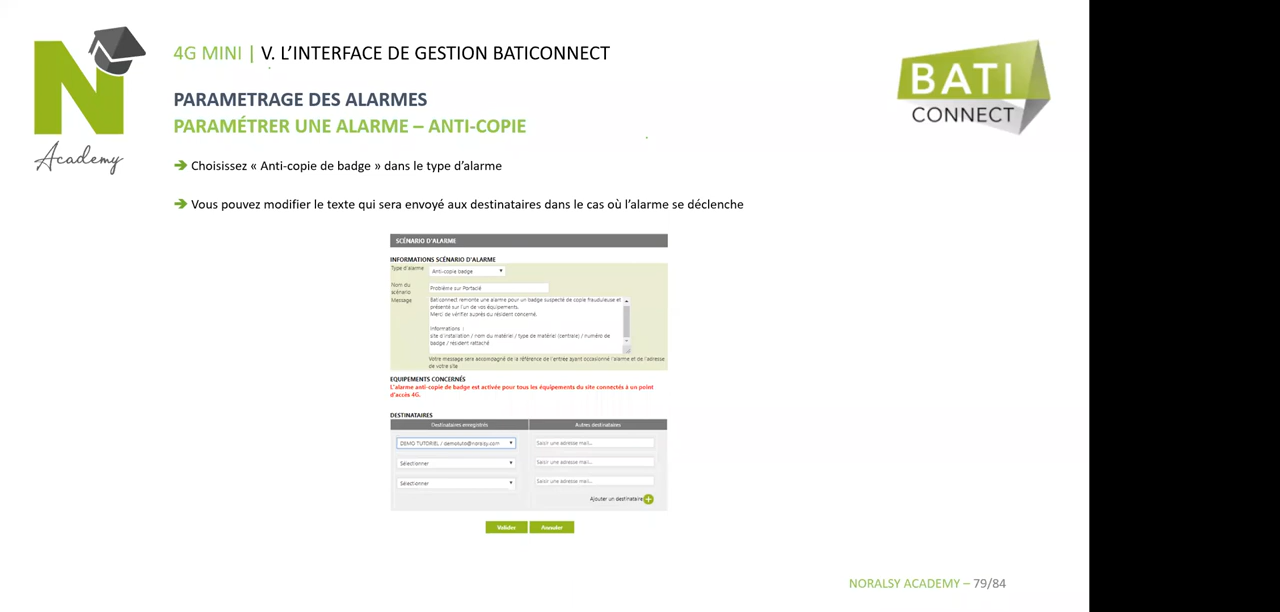 N
Academy
4G MINI | V. L'INTERFACE DE GESTION BATICONNECT
BATI
CONNECT
PARAMETRAGE DES ALARMES
PARAMÉTRER UNE ALARME – ANTI-COPIE
Choisissez « Anti-copie de badge » dans le type d'alarme
Vous pouvez modifier le texte qui sera envoyé aux destinataires dans le cas où l'alarme se déclenche
SCÉNARIO D'ALARME
INFORMATIONS SCÉNARIO D'ALARME
Type d'alarme
Anti-copie badge
Nom du
scénario
Problème sur Portacié
Message
Baticonnect remonte une alarme pour un badge suspecté de copie frauduleuse et
présenté sur l'un de vos équipements.
Merci de vérifier auprès du résident concerné.
Informations :
site d'installation / nom du matériel / type de matériel (centrale) / numéro de
badge / résident rattaché
Votre message sera accompagné de la référence de l'entrée ayant occasionné l'alarme et de l'adresse
de votre site
EQUIPEMENTS CONCERNÉS
L'alarme anti-copie de badge est activée pour tous les équipements du site connectés à un point
d'accès 4G.
DESTINATAIRES
Destinataires enregistrés
Autres destinataires
DEMO TUTORIEL / demotuto@noralsy.com
Saisir une adresse mail...
Sélectionner
Saisir une adresse mail...
Sélectionner
Saisir une adresse mail...
Ajouter un destinataire
Valider
Annuler
NORALSY ACADEMY – 79/84